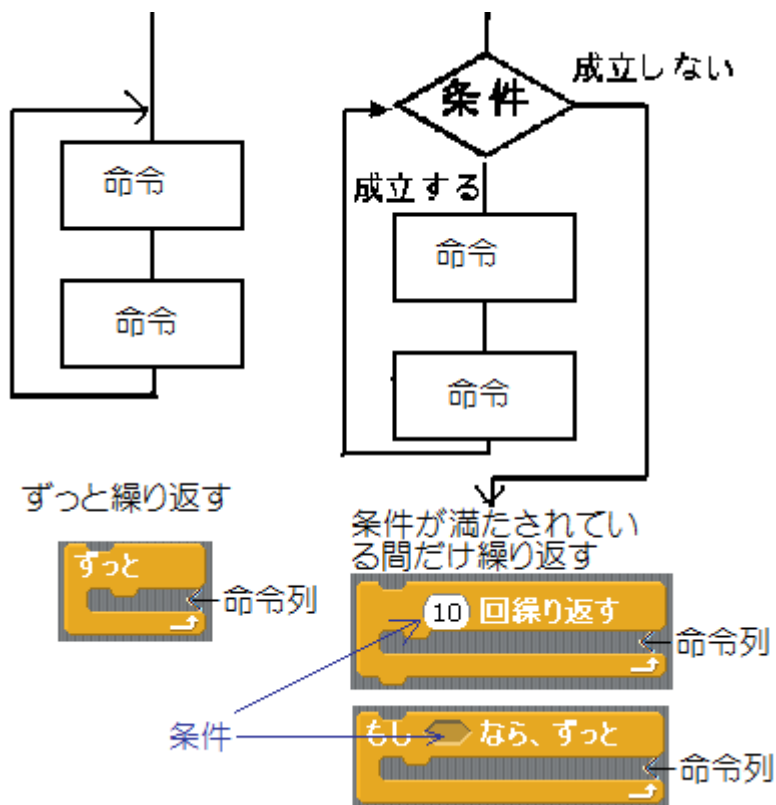 命令
命令
ずっと繰り返す
ずっと
命令列
成立しない
条件
成立する
命令
命令
条件が満たされてい
る間だけ繰り返す
10 回繰り返す
命令列
条件
もし なら、ずっと
命令列